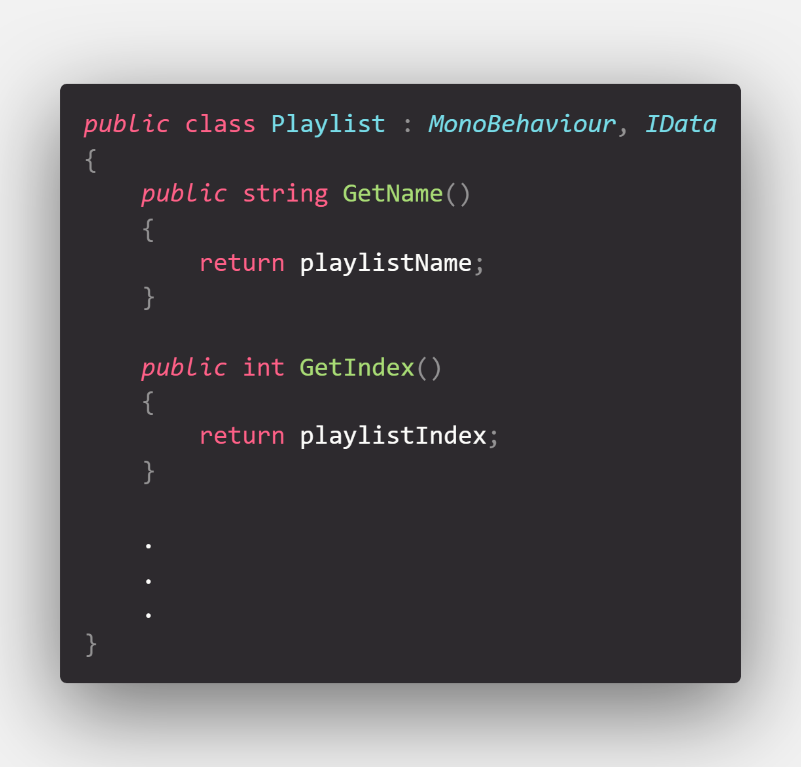 public class Playlist : MonoBehaviour, IData
{
    public string GetName()
    {
        return playlistName;
    }

    public int GetIndex()
    {
        return playlistIndex;
    }

    .
    .
    .
}